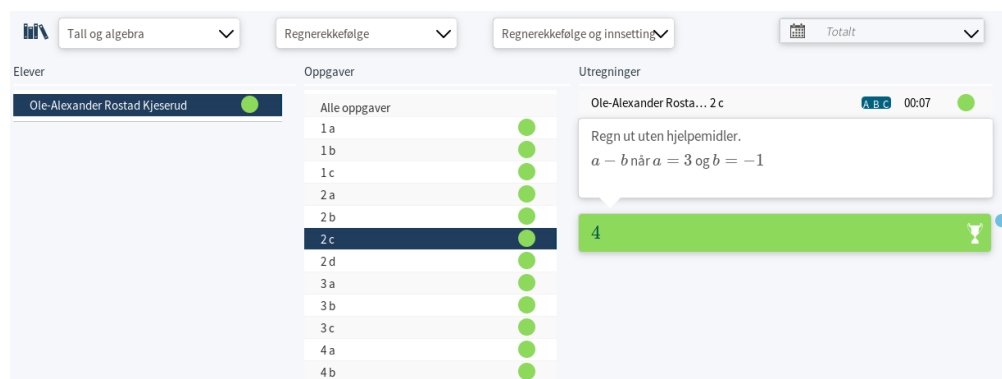 Tall og algebra
Regnerekkefølge
Regnerekkefølge og innsetting
Totalt
Elever
Oppgaver
Utregninger
Ole-Alexander Rostad Kjeserud
Alle oppgaver
1 a
1 b
1 c
2 a
2 b
2 c
2 d
3 a
3 b
3 c
4 a
4 b
Ole-Alexander Rosta... 2 c
A B C
00:07
Regn ut uten hjelpemidler.
a − b når a = 3 og b = −1
4